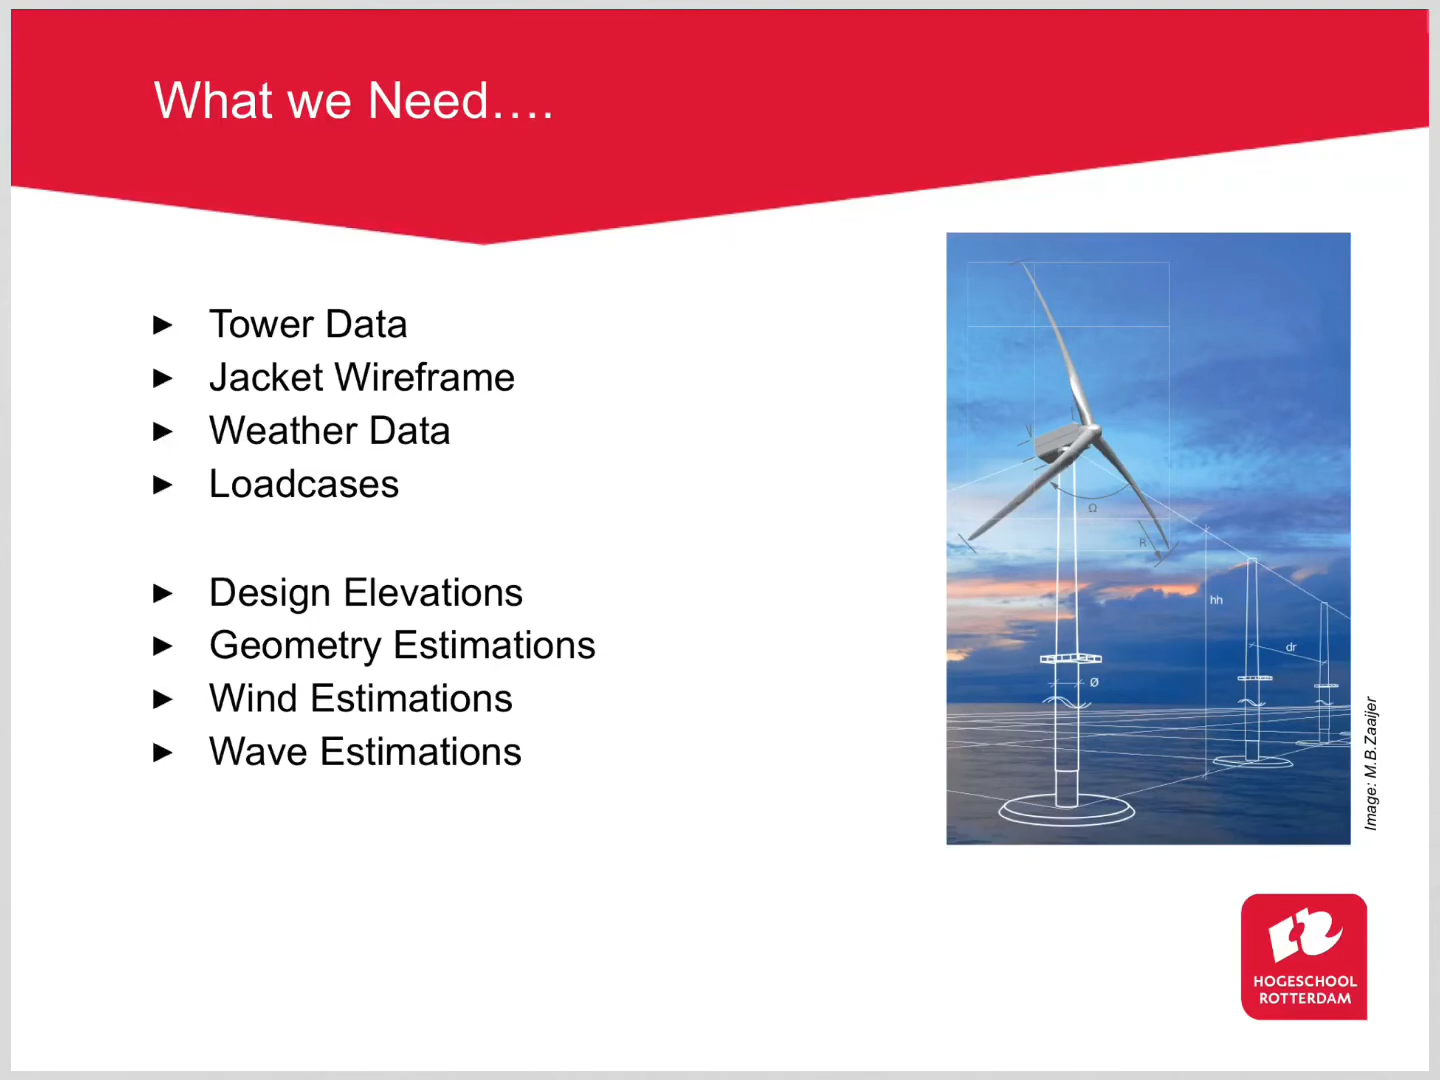 What we Need….
► Tower Data
► Jacket Wireframe
► Weather Data
► Loadcases
► Design Elevations
► Geometry Estimations
► Wind Estimations
► Wave Estimations
Ω
R
hh
dr
Ø
Image: M.B.Zaaijer
HOGESCHOOL
ROTTERDAM